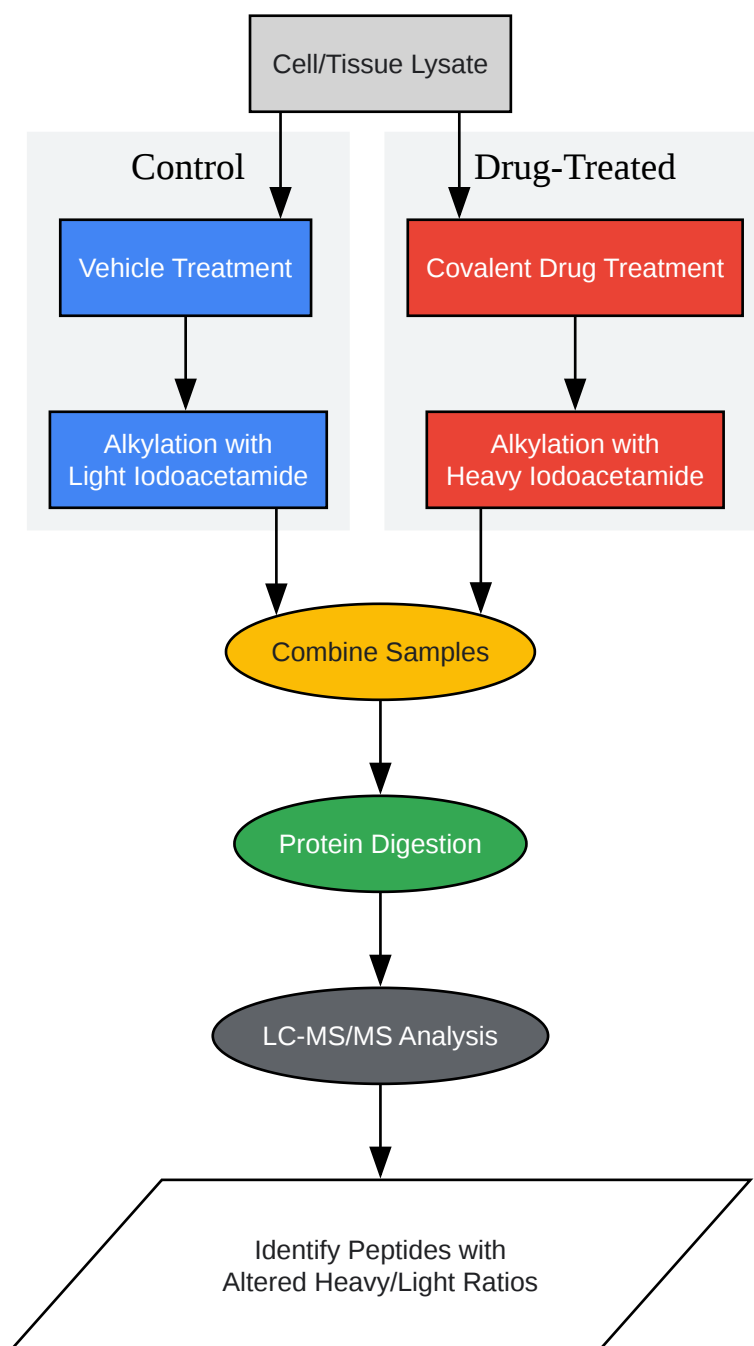 Cell/Tissue Lysate
Control
Drug-Treated
Vehicle Treatment
Covalent Drug Treatment
Alkylation with
Light Iodoacetamide
Alkylation with
Heavy Iodoacetamide
Combine Samples
Protein Digestion
LC-MS/MS Analysis
Identify Peptides with
Altered Heavy/Light Ratios